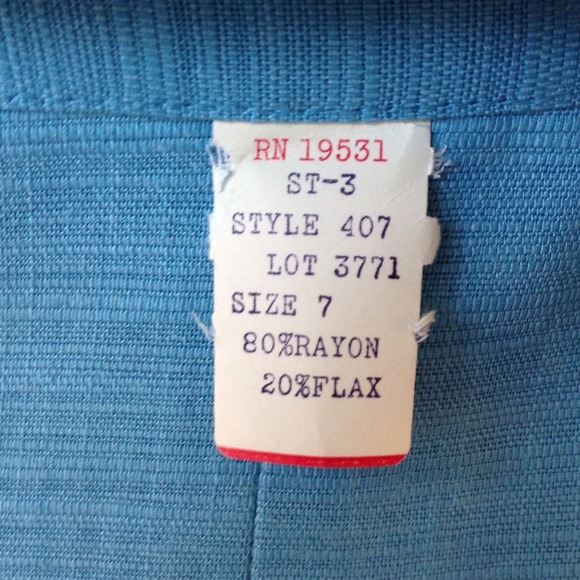 RN 19531
ST-3
STYLE 407
LOT 3771
SIZE 7
80%RAYON
20%FLAX